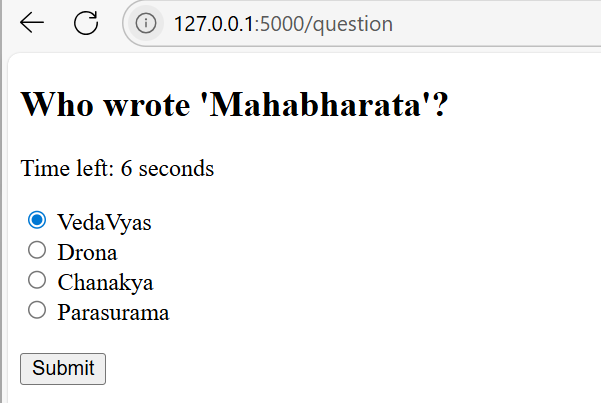 127.0.0.1:5000/question
Who wrote 'Mahabharata'?
Time left: 6 seconds
VedaVyas
Drona
Chanakya
Parasurama
Submit